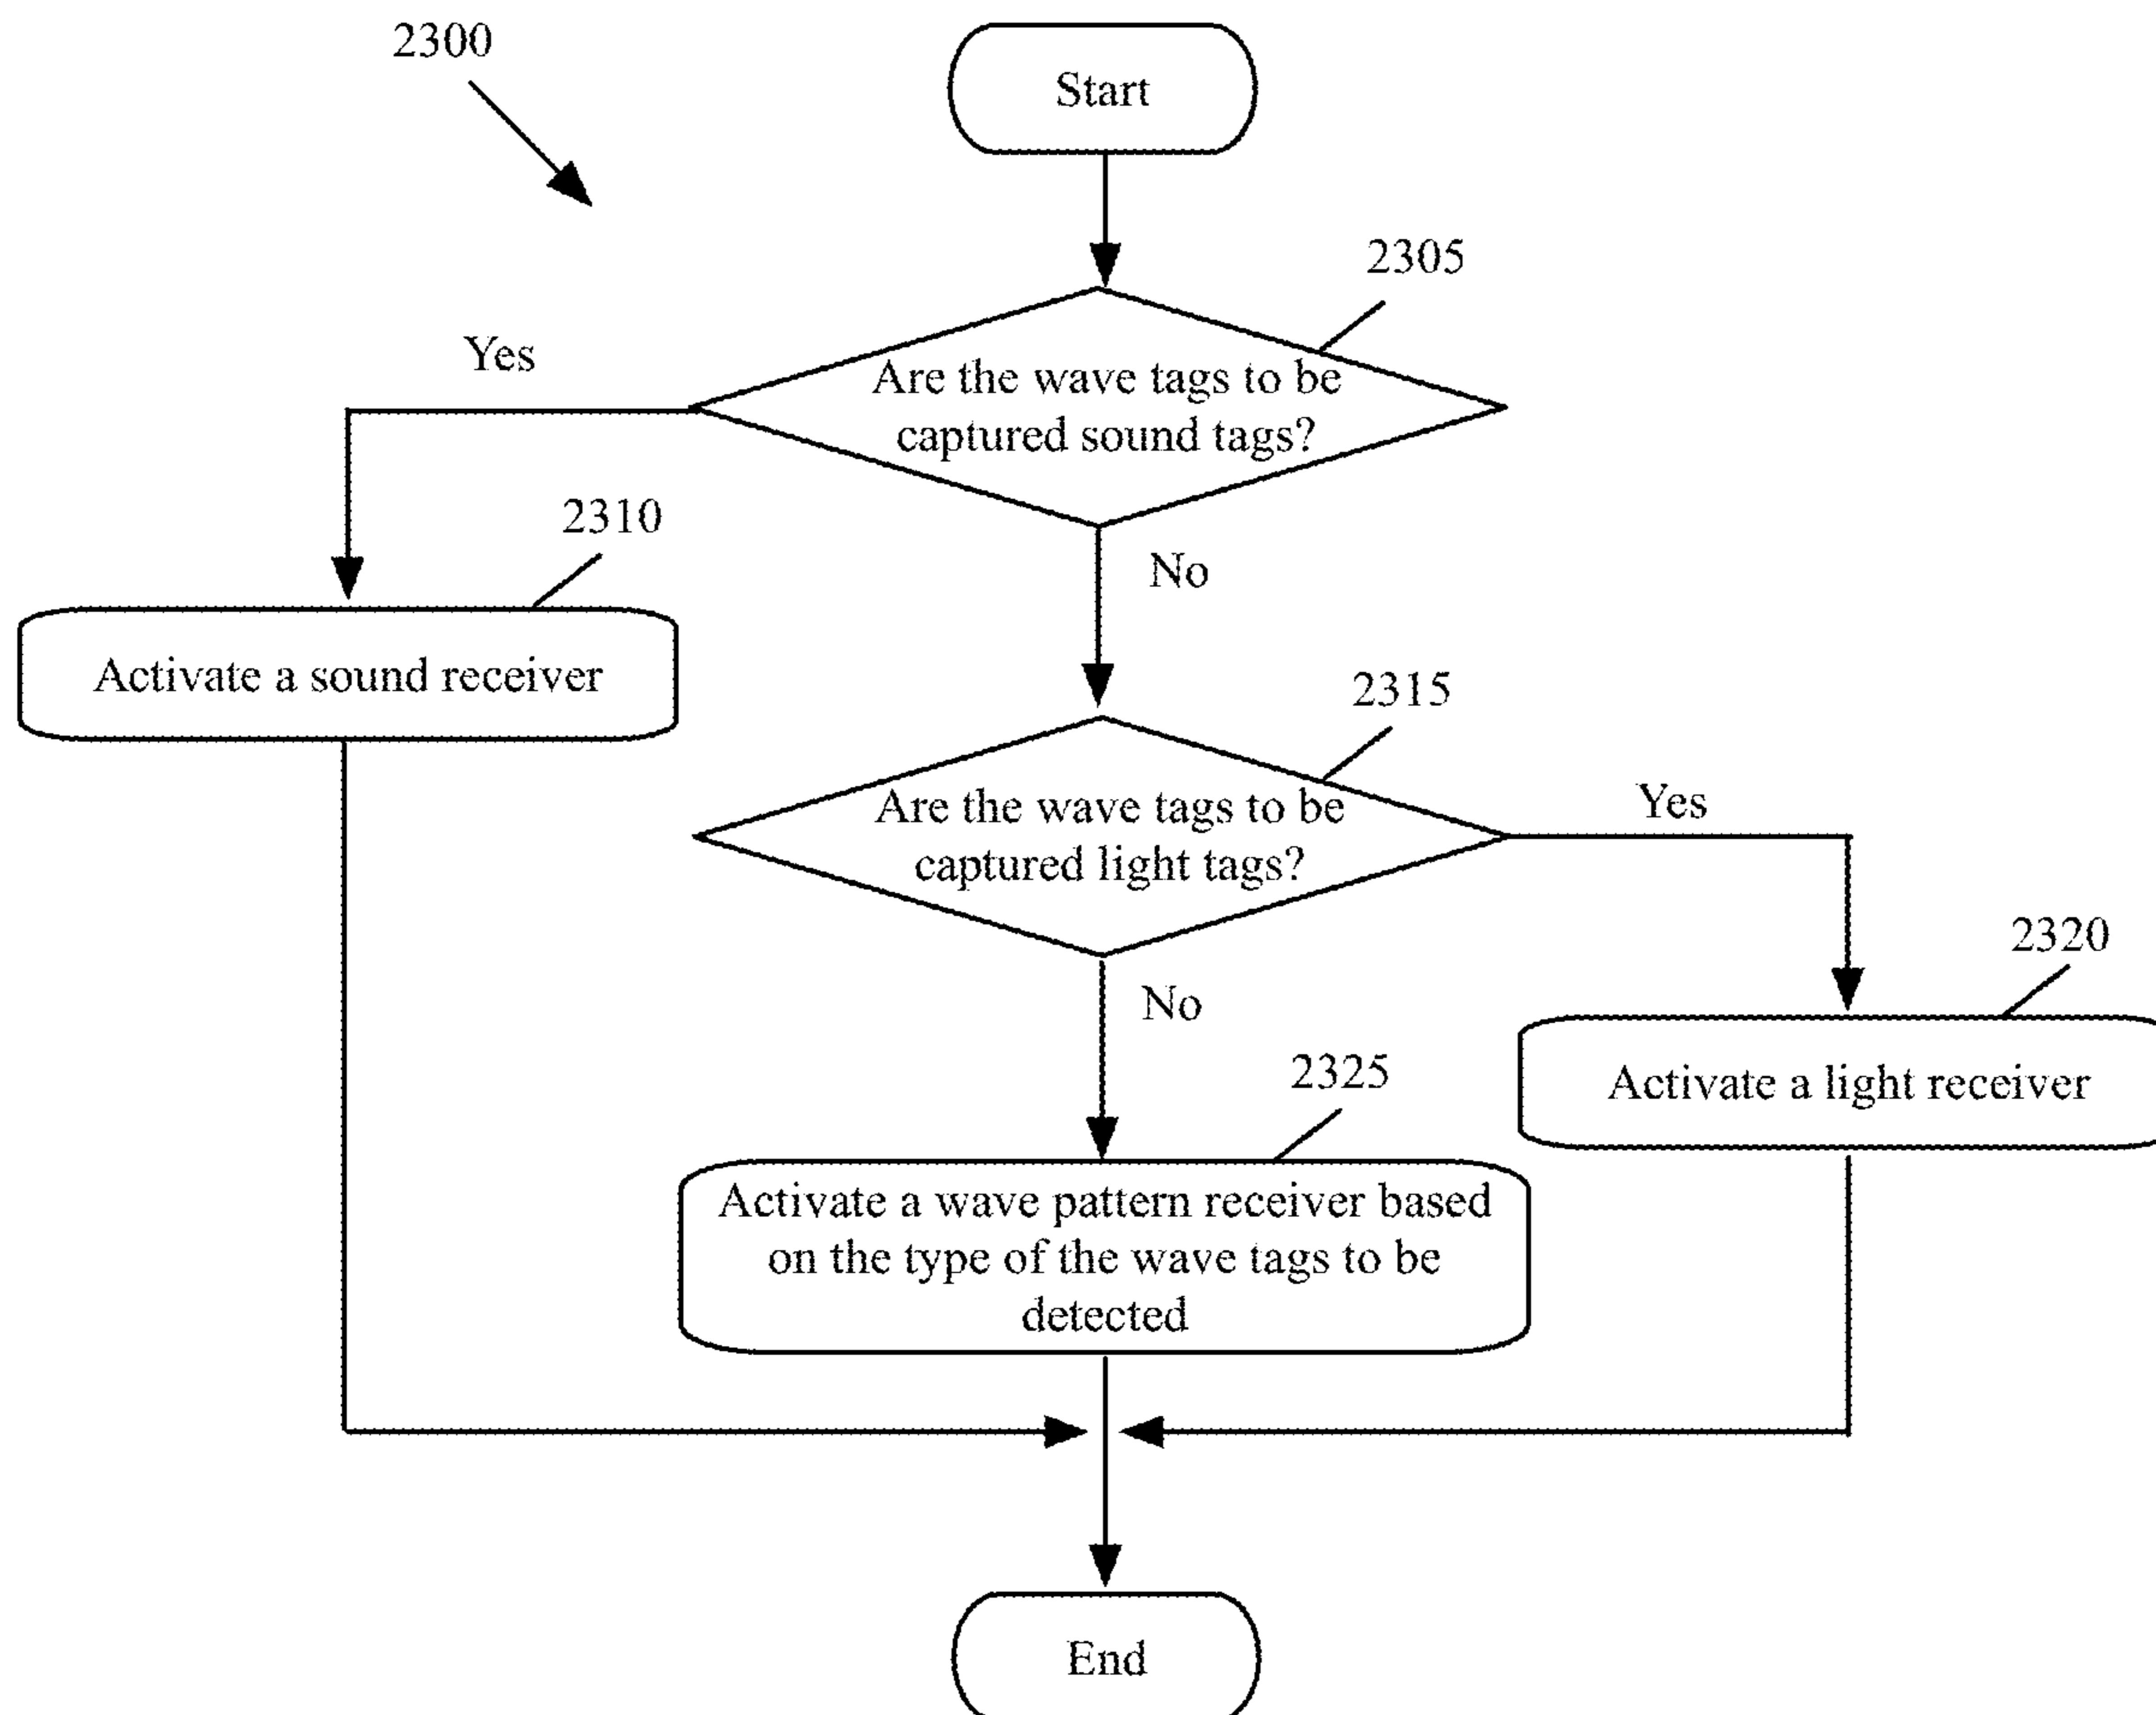 2300
Start
2305
Yes
Are the wave tags to be
captured sound tags?
2310
No
Activate a sound receiver
2315
Yes
Are the wave tags to be
captured light tags?
2320
No
2325
Activate a light receiver
Activate a wave pattern receiver based
on the type of the wave tags to be
detected
End